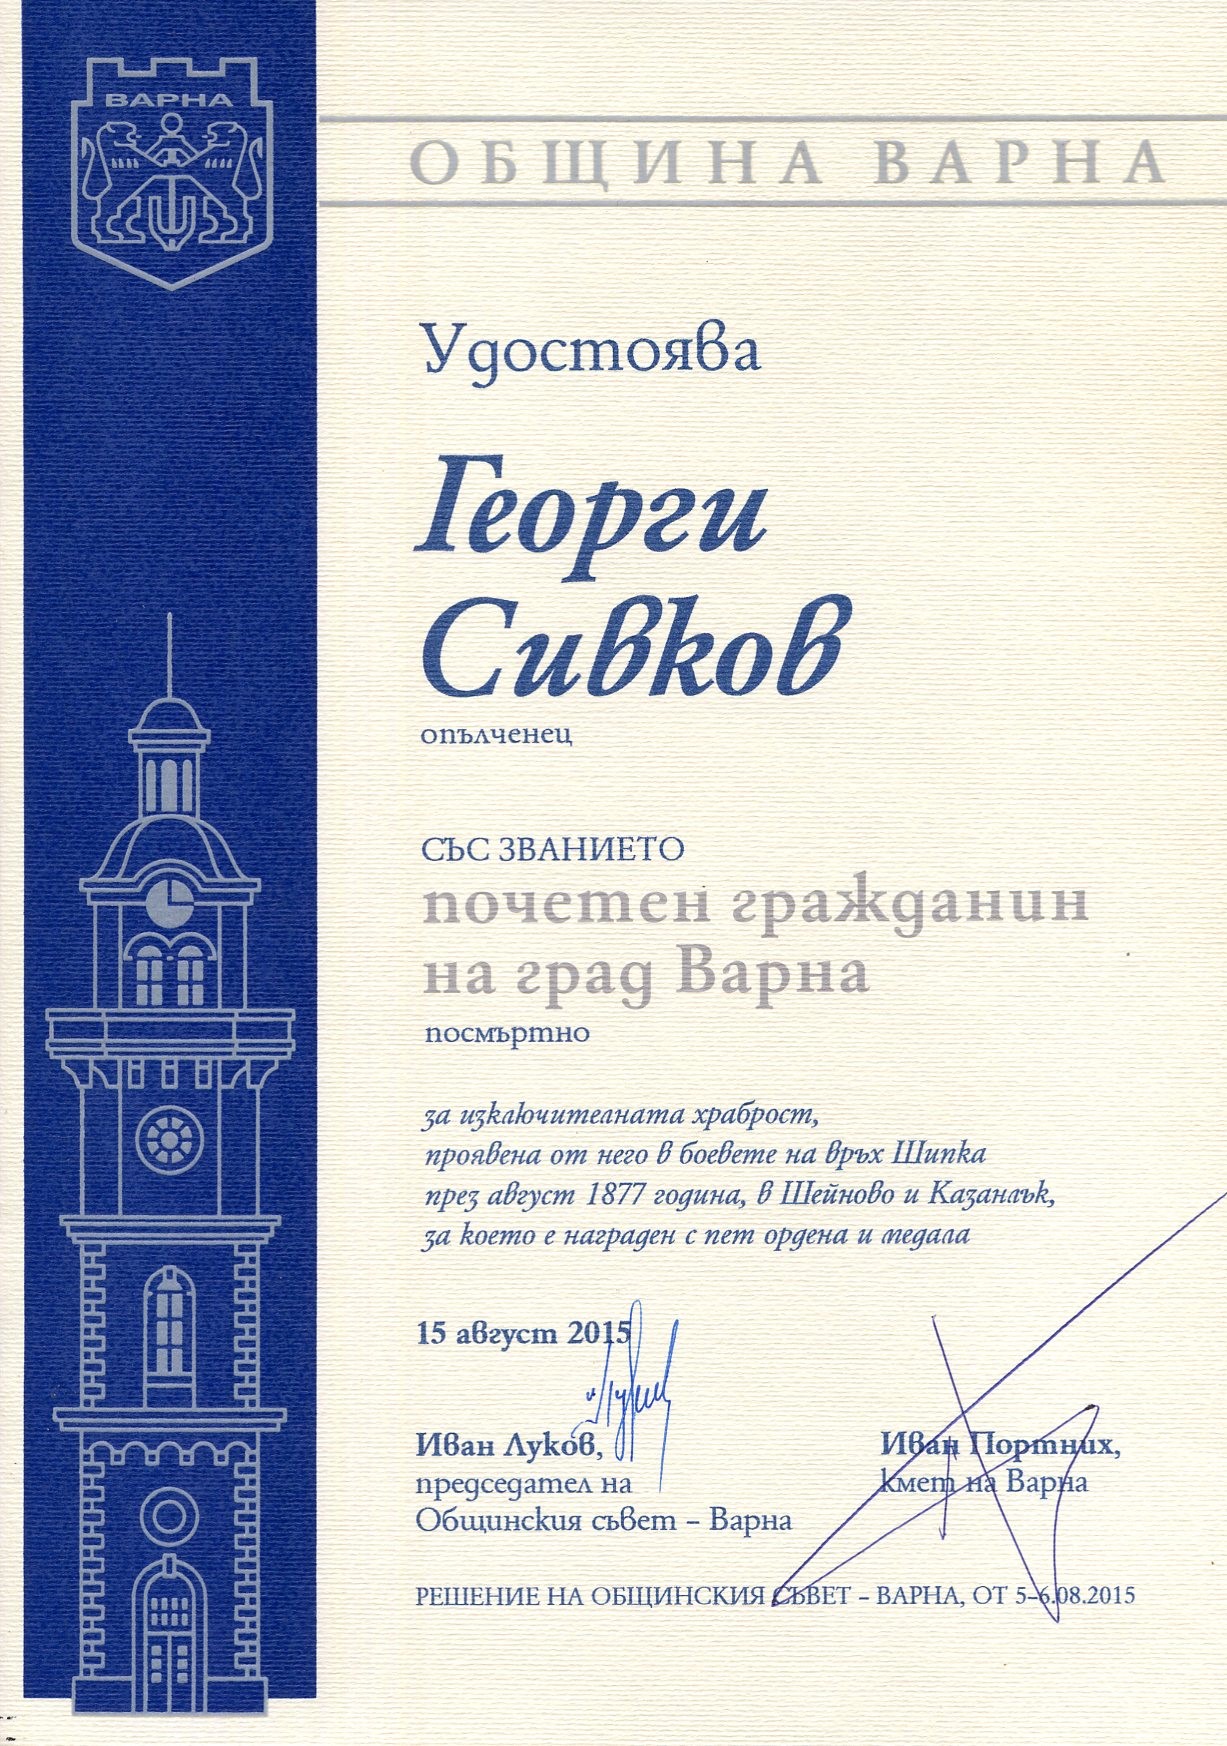 ВАРНА
ОБЩИНА ВАРНА
Удостоява
Георги
Сивков
опълченец
СЪС ЗВАНИЕТО
почетен гражданин
на град Варна
посмъртно
за изключителната храброст,
проявена от него в боевете на връх Шипка
през август 1877 година, в Шейново и Казанлък,
за което е награден с пет ордена и медала
15 август 2015
Иван Луков,
председател на
Общинския съвет – Варна
Иван Портних,
кмет на Варна
РЕШЕНИЕ НА ОБЩИНСКИЯ СЪВЕТ – ВАРНА, ОТ 5–6.08.2015